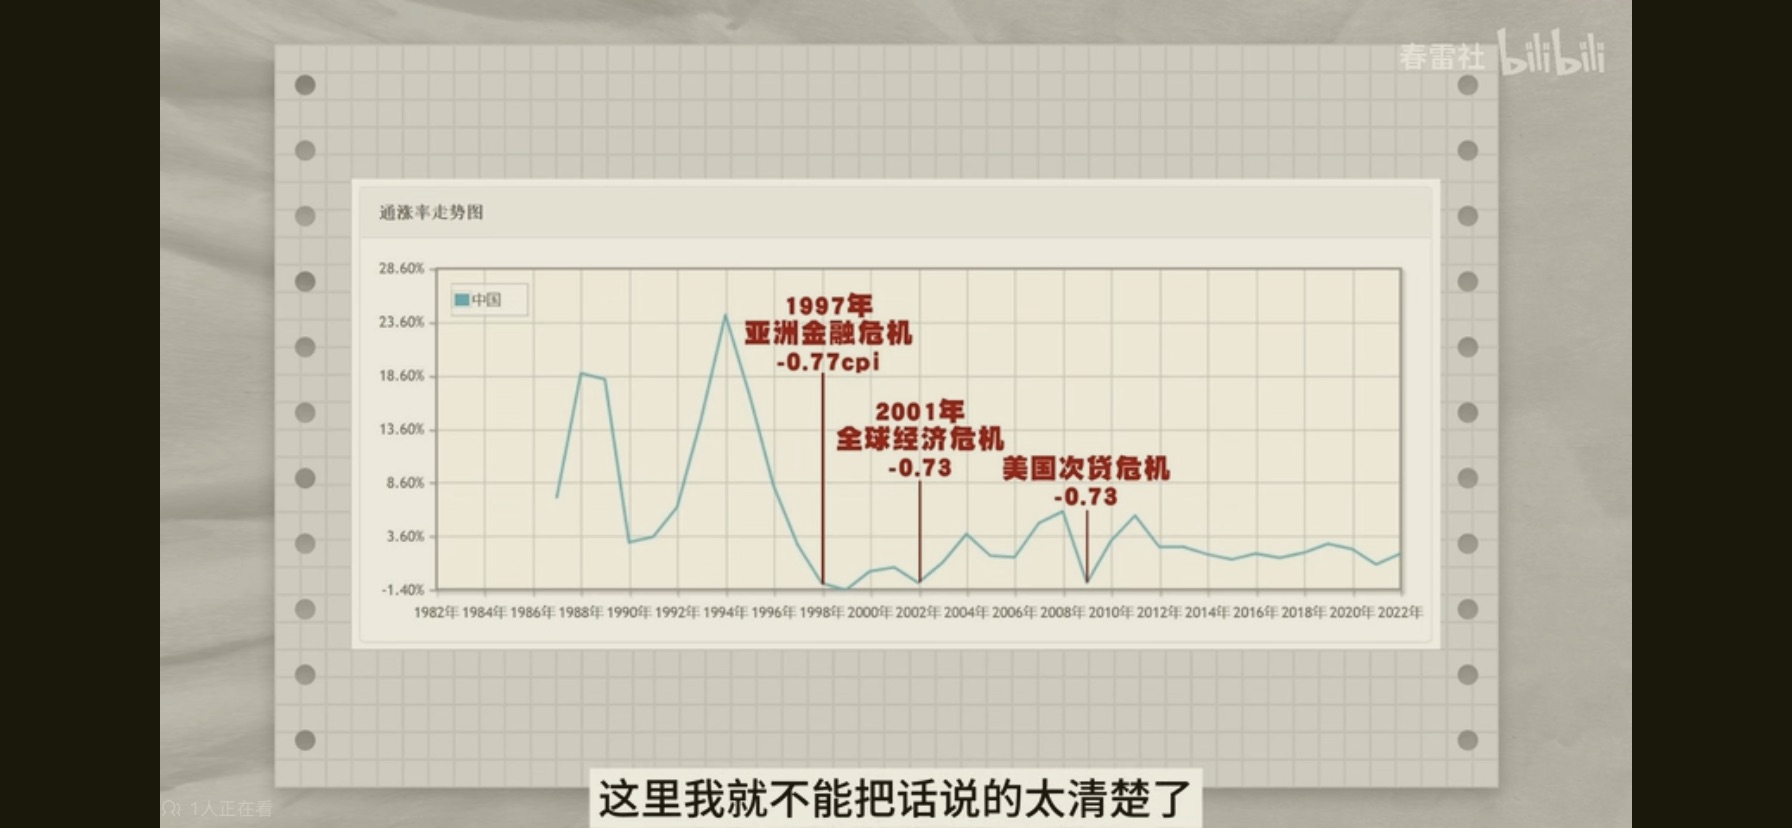 春雷社 bilibili
通涨率走势图
28.60%
中国
23.60%
18.60%
13.60%
8.60%
3.60%
-1.40%
1997年
亚洲金融危机
-0.77cpi
2001年
全球经济危机
-0.73
美国次贷危机
-0.73
1982年 1984年 1986年 1988年 1990年 1992年 1994年 1996年 1998年 2000年 2002年 2004年 2006年 2008年 2010年 2012年 2014年 2016年 2018年 2020年 2022年
这里我就不能把话说的太清楚了
1人正在看